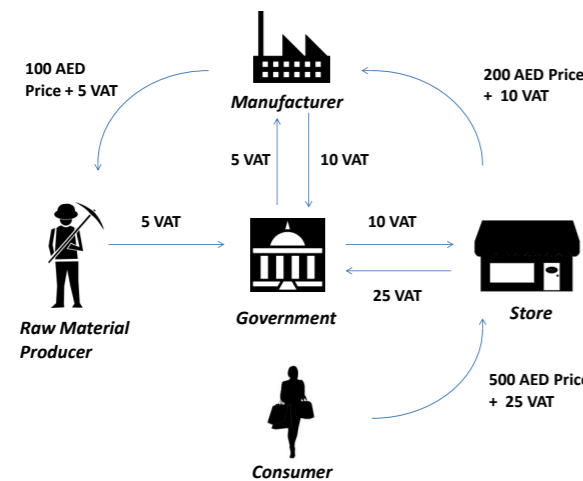 100 AED
Price + 5 VAT
Manufacturer
200 AED Price
+ 10 VAT
5 VAT
10 VAT
5 VAT
10 VAT
25 VAT
Raw Material
Producer
Government
Store
500 AED Price
+ 25 VAT
Consumer